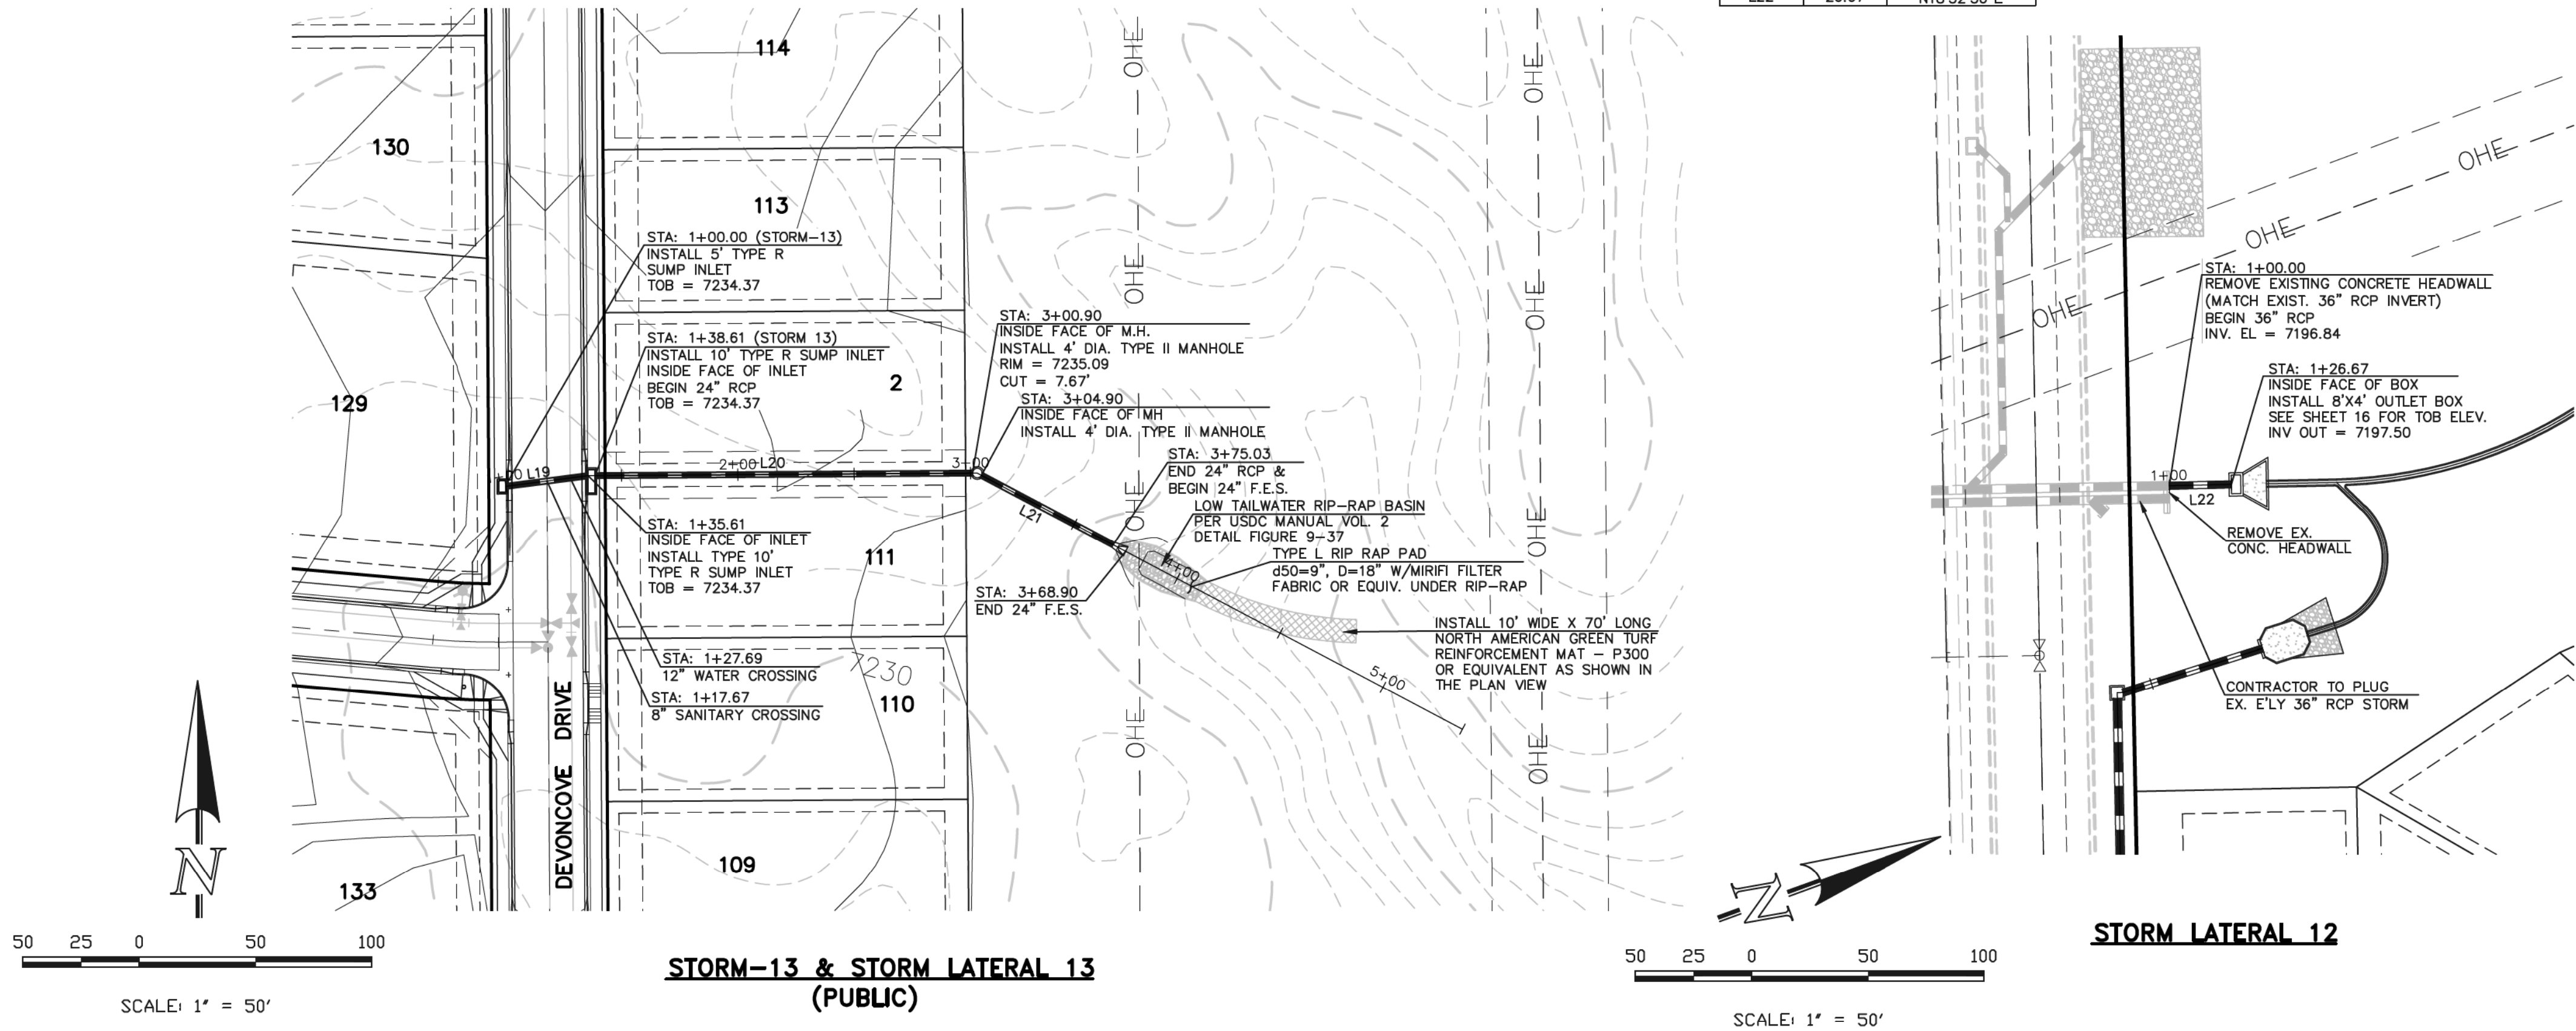 114
130
113
2
129
111
110
109
133
7230
DEVONCOVE DRIVE
OHE
OHE
OHE
OHE
OHE
OHE
OHE
OHE
STA: 1+00.00 (STORM-13)
INSTALL 5' TYPE R
SUMP INLET
TOB = 7234.37
STA: 1+38.61 (STORM 13)
INSTALL 10' TYPE R SUMP INLET
INSIDE FACE OF INLET
BEGIN 24" RCP
TOB = 7234.37
STA: 3+00.90
INSIDE FACE OF M.H.
INSTALL 4' DIA. TYPE II MANHOLE
RIM = 7235.09
CUT = 7.67'
STA: 3+04.90
INSIDE FACE OF MH
INSTALL 4' DIA. TYPE II MANHOLE
STA: 3+75.03
END 24" RCP &
BEGIN 24" F.E.S.
LOW TAILWATER RIP-RAP BASIN
PER USDC MANUAL VOL. 2
DETAIL FIGURE 9-37
TYPE L RIP RAP PAD
d50=9", D=18" W/MIRIFI FILTER
FABRIC OR EQUIV. UNDER RIP-RAP
L19
2+00
L20
3+00
L21
4+00
5+00
STA: 1+35.61
INSIDE FACE OF INLET
INSTALL TYPE 10'
TYPE R SUMP INLET
TOB = 7234.37
STA: 3+68.90
END 24" F.E.S.
INSTALL 10' WIDE X 70' LONG
NORTH AMERICAN GREEN TURF
REINFORCEMENT MAT - P300
OR EQUIVALENT AS SHOWN IN
THE PLAN VIEW
STA: 1+27.69
12" WATER CROSSING
STA: 1+17.67
8" SANITARY CROSSING
N
50 25 0 50 100
SCALE: 1" = 50'
STORM-13 & STORM LATERAL 13
(PUBLIC)
OHE
OHE
OHE
STA: 1+00.00
REMOVE EXISTING CONCRETE HEADWALL
(MATCH EXIST. 36" RCP INVERT)
BEGIN 36" RCP
INV. EL = 7196.84
STA: 1+26.67
INSIDE FACE OF BOX
INSTALL 8'X4' OUTLET BOX
SEE SHEET 16 FOR TOB ELEV.
INV OUT = 7197.50
1+00
L22
REMOVE EX.
CONC. HEADWALL
CONTRACTOR TO PLUG
EX. E'LY 36" RCP STORM
N
STORM LATERAL 12
50 25 0 50 100
SCALE: 1" = 50'